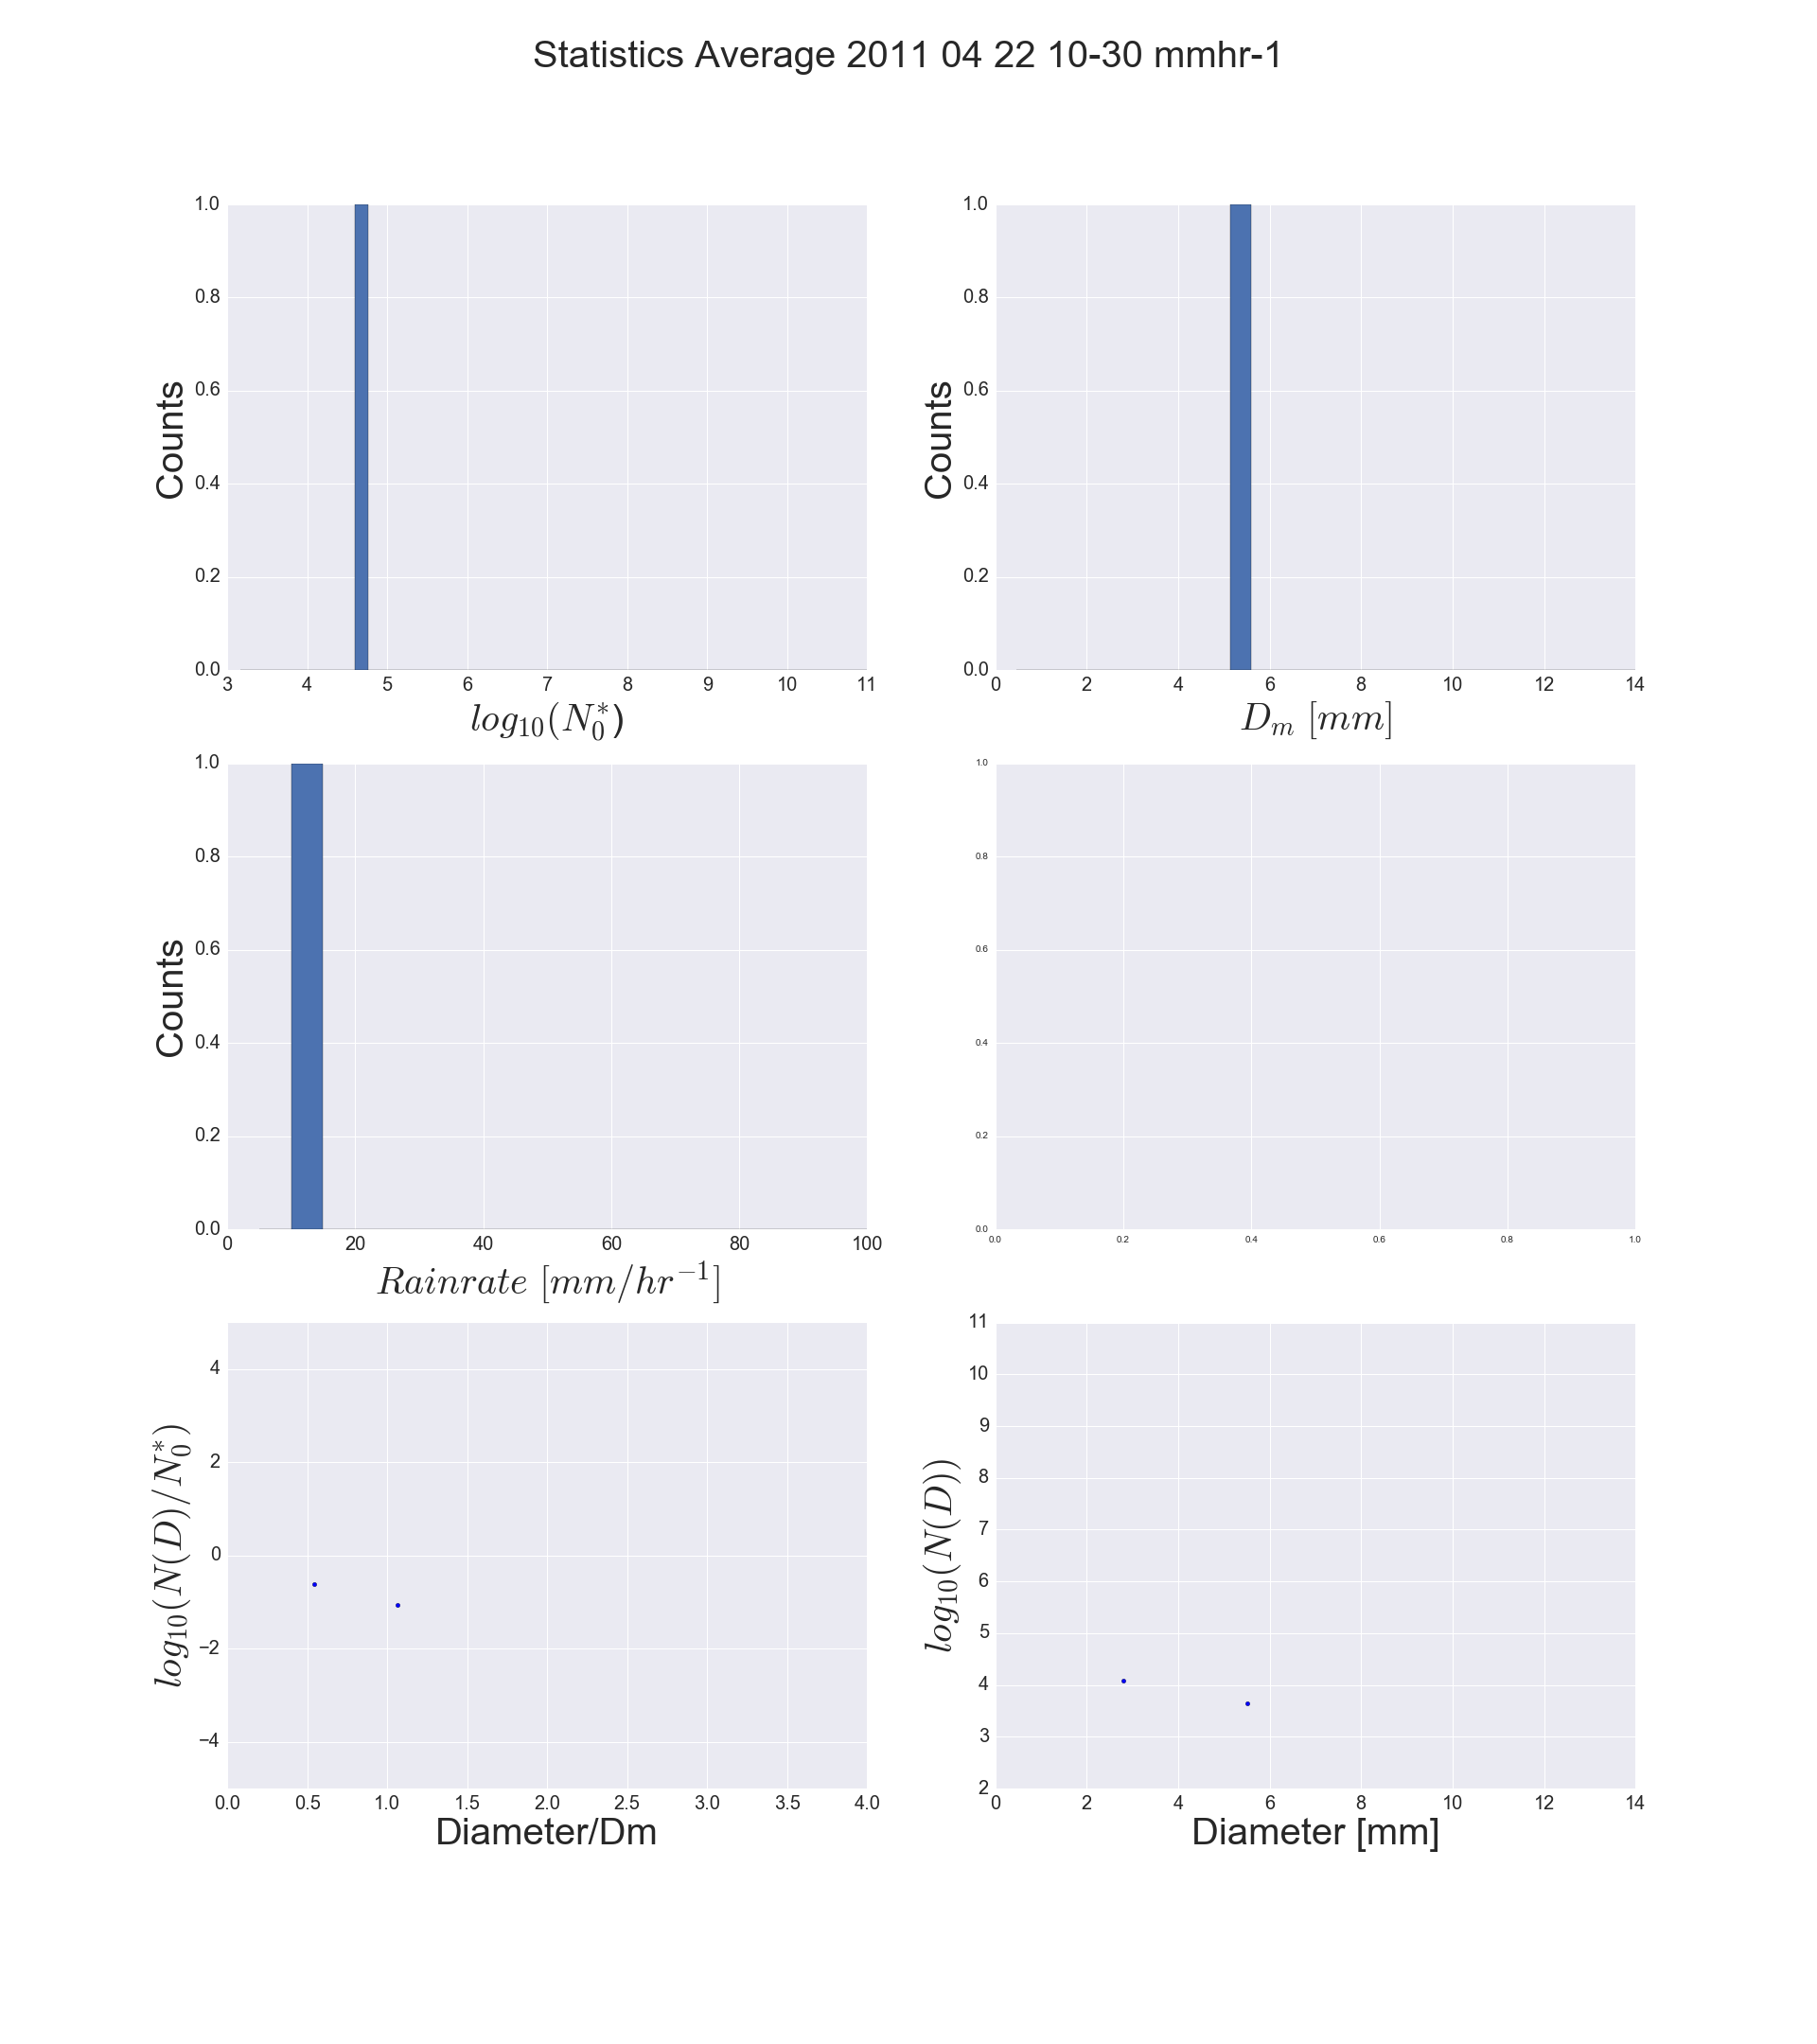 Statistics Average 2011 04 22 10-30 mmhr-1
1.0
0.8
0.6
0.4
0.2
0.0
Counts
3 4 5 6 7 8 9 10 11
log₁₀(N₀*)
1.0
0.8
0.6
0.4
0.2
0.0
Counts
0 2 4 6 8 10 12 14
Dₘ [mm]
1.0
0.8
0.6
0.4
0.2
0.0
Counts
0 20 40 60 80 100
Rainrate [mm/hr⁻¹]
1.0
0.8
0.6
0.4
0.2
0.0
0.0 0.2 0.4 0.6 0.8 1.0
4
2
0
−2
−4
log₁₀(N(D)/N₀*)
0.0 0.5 1.0 1.5 2.0 2.5 3.0 3.5 4.0
Diameter/Dm
11
10
9
8
7
6
5
4
3
2
log₁₀(N(D))
0 2 4 6 8 10 12 14
Diameter [mm]